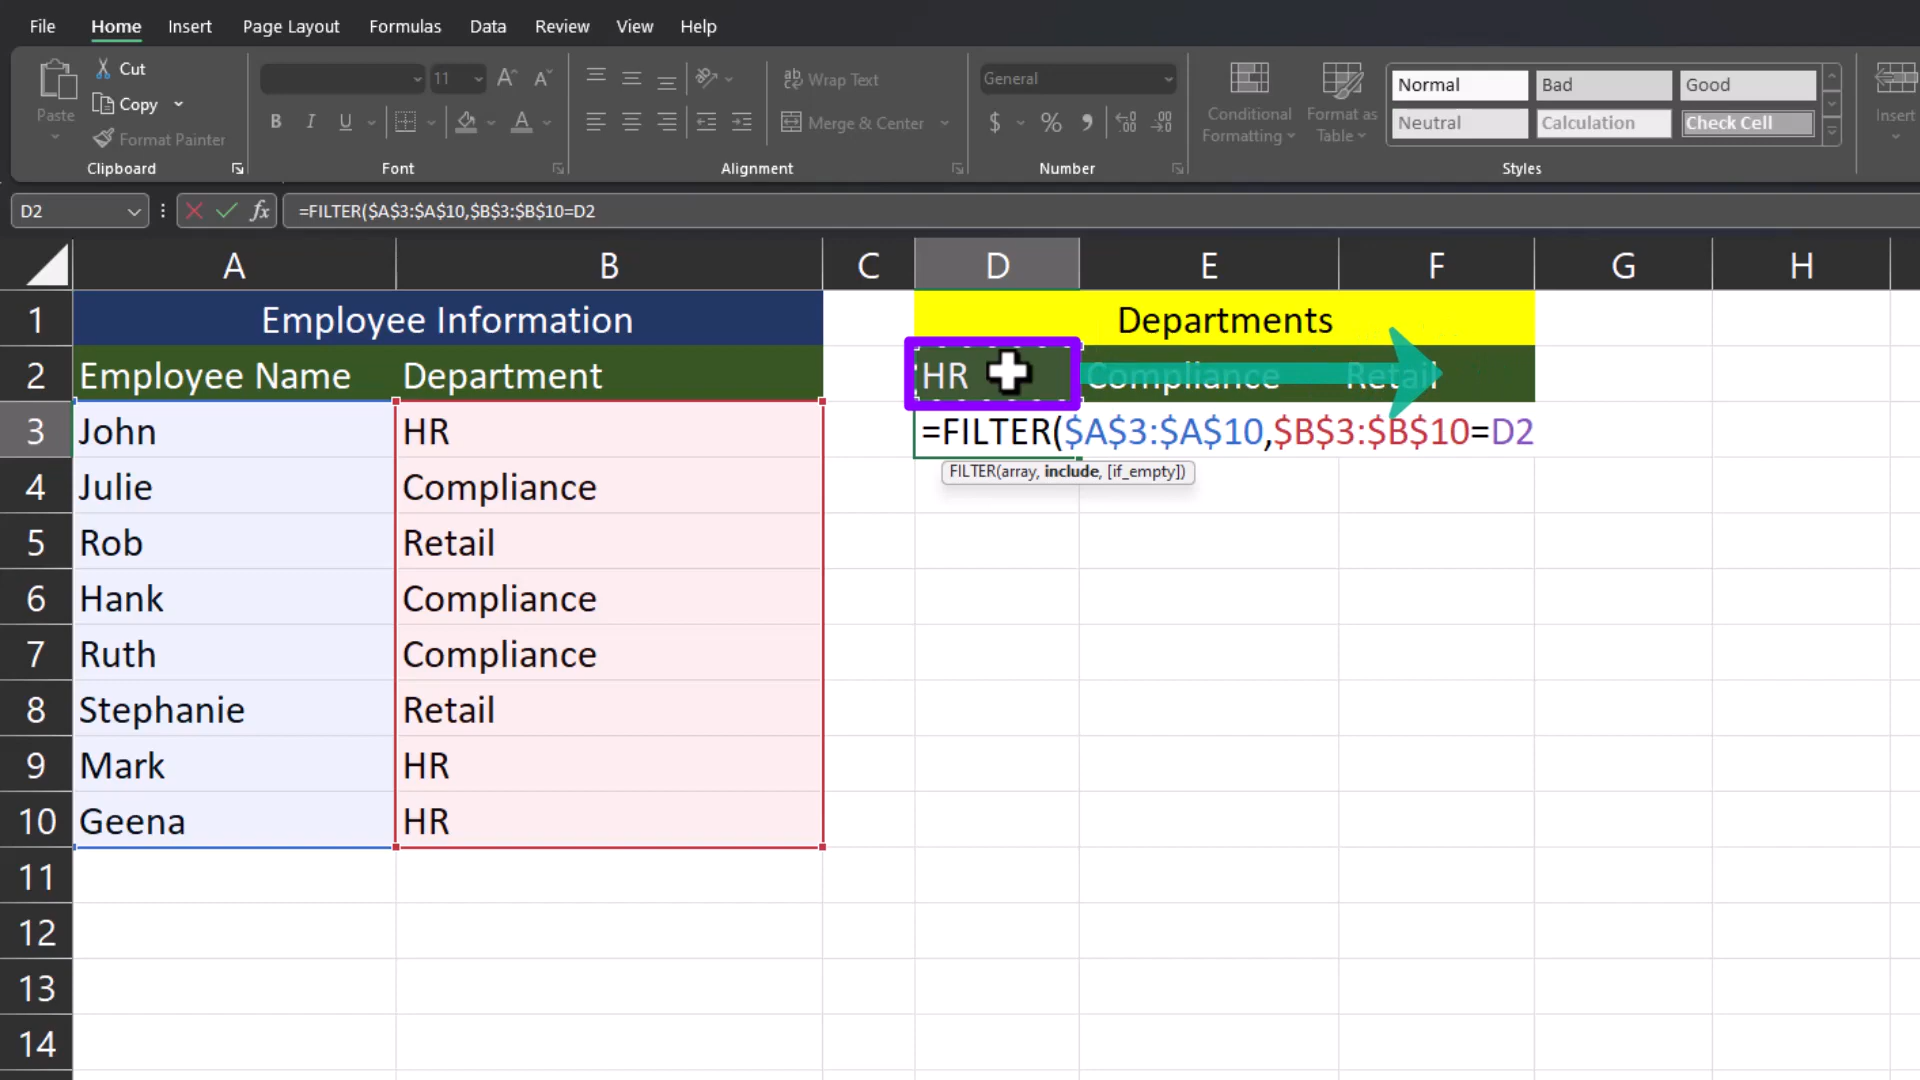 File Home Insert Page Layout Formulas Data Review View Help
Cut
Copy
Format Painter
Paste
Clipboard
11
B I U
Font
Wrap Text
Merge & Center
Alignment
General
$ % ,
Number
Conditional Formatting
Format as Table
Normal Bad Good
Neutral Calculation Check Cell
Styles
Insert
D2 fx =FILTER($A$3:$A$10,$B$3:$B$10=D2
A B C D E F G H
1 Employee Information Departments
2 Employee Name Department HR Compliance Retail
3 John HR =FILTER($A$3:$A$10,$B$3:$B$10=D2
FILTER(array, include, [if_empty])
4 Julie Compliance
5 Rob Retail
6 Hank Compliance
7 Ruth Compliance
8 Stephanie Retail
9 Mark HR
10 Geena HR
11
12
13
14